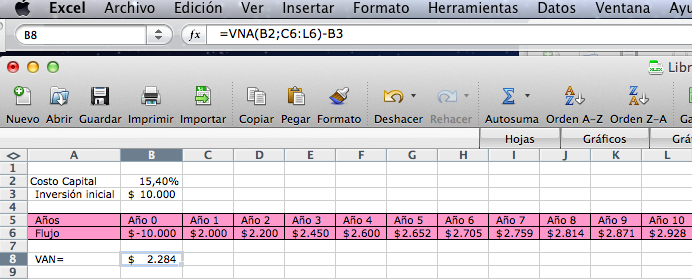 Excel Archivo Edición Ver Insertar Formato Herramientas Datos Ventana Ayu
B8 fx =VNA(B2;C6:L6)-B3
Libr
Nuevo Abrir Guardar Imprimir Importar Copiar Pegar Formato Deshacer Rehacer Autosuma Orden A-Z Orden Z-A Ga
Hojas Gráficos Grá
A B C D E F G H I J K L
1
2 Costo Capital 15,40%
3 Inversión inicial $ 10.000
4
5 Años Año 0 Año 1 Año 2 Año 3 Año 4 Año 5 Año 6 Año 7 Año 8 Año 9 Año 10
6 Flujo $-10.000 $2.000 $2.200 $2.450 $2.600 $2.652 $2.705 $2.759 $2.814 $2.871 $2.928
7
8 VAN= $ 2.284